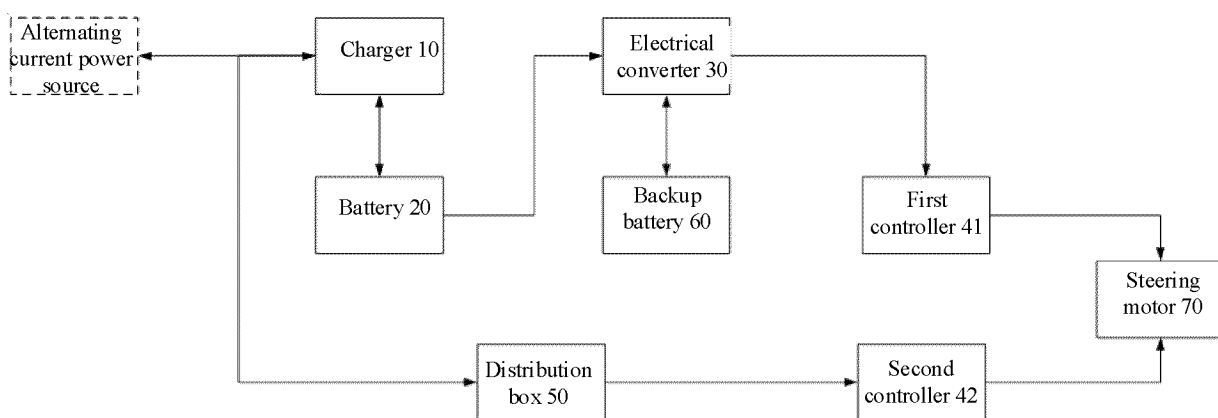 Alternating
current power
source
Charger 10
Electrical
converter 30
Battery 20
Backup
battery 60
First
controller 41
Steering
motor 70
Distribution
box 50
Second
controller 42